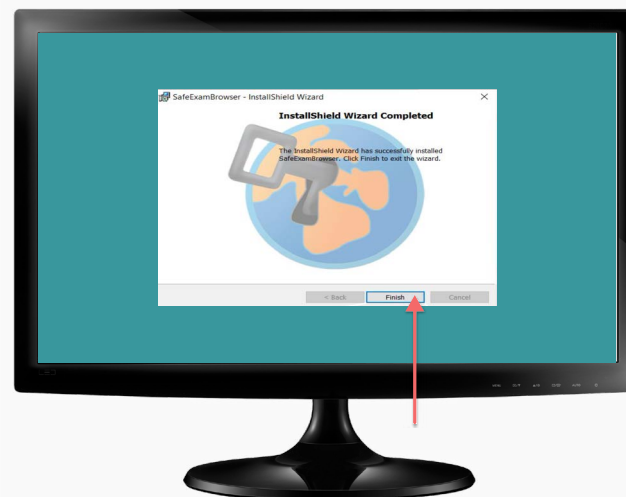 SafeExamBrowser - InstallShield Wizard
InstallShield Wizard Completed
The InstallShield Wizard has successfully installed
SafeExamBrowser. Click Finish to exit the wizard.
< Back Finish Cancel